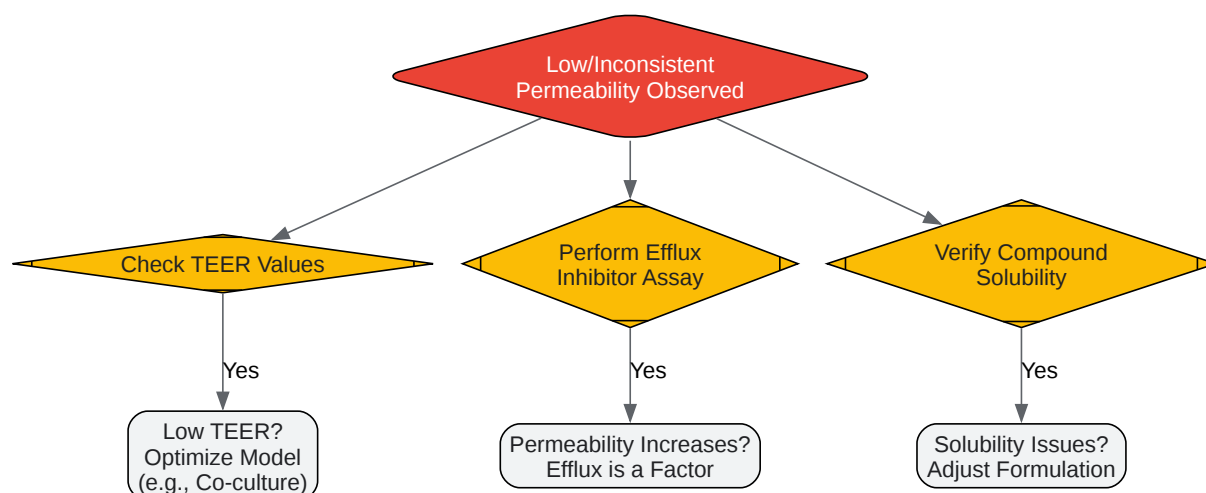 Low/Inconsistent
Permeability Observed
Check TEER Values
Perform Efflux
Inhibitor Assay
Verify Compound
Solubility
Yes
Yes
Yes
Low TEER?
Optimize Model
(e.g., Co-culture)
Permeability Increases?
Efflux is a Factor
Solubility Issues?
Adjust Formulation